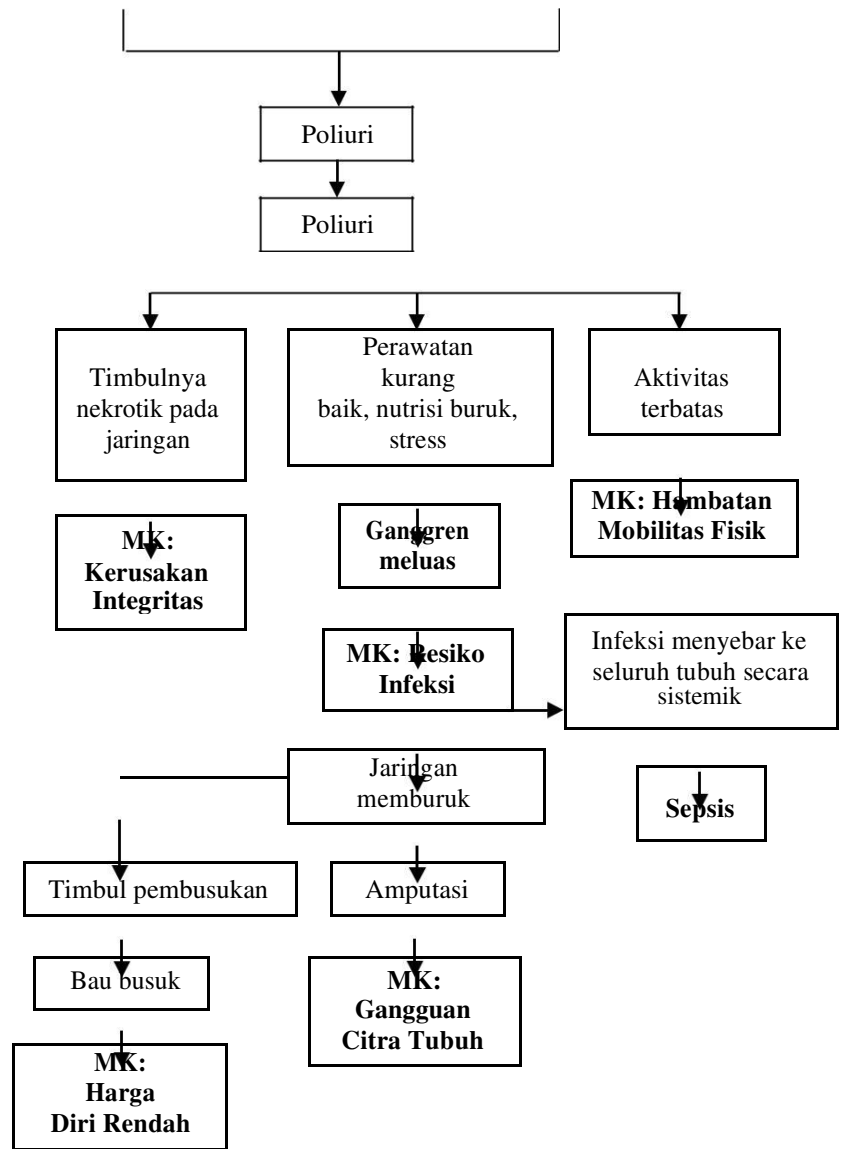 Poliuri
Poliuri
Timbulnya
nekrotik pada
jaringan
Perawatan
kurang
baik, nutrisi buruk,
stress
Aktivitas
terbatas
MK:
Kerusakan
Integritas
Ganggren
meluas
MK: Hambatan
Mobilitas Fisik
MK: Resiko
Infeksi
Infeksi menyebar ke
seluruh tubuh secara
sistemik
Jaringan
memburuk
Sepsis
Timbul pembusukan
Amputasi
Bau busuk
MK:
Gangguan
Citra Tubuh
MK:
Harga
Diri Rendah